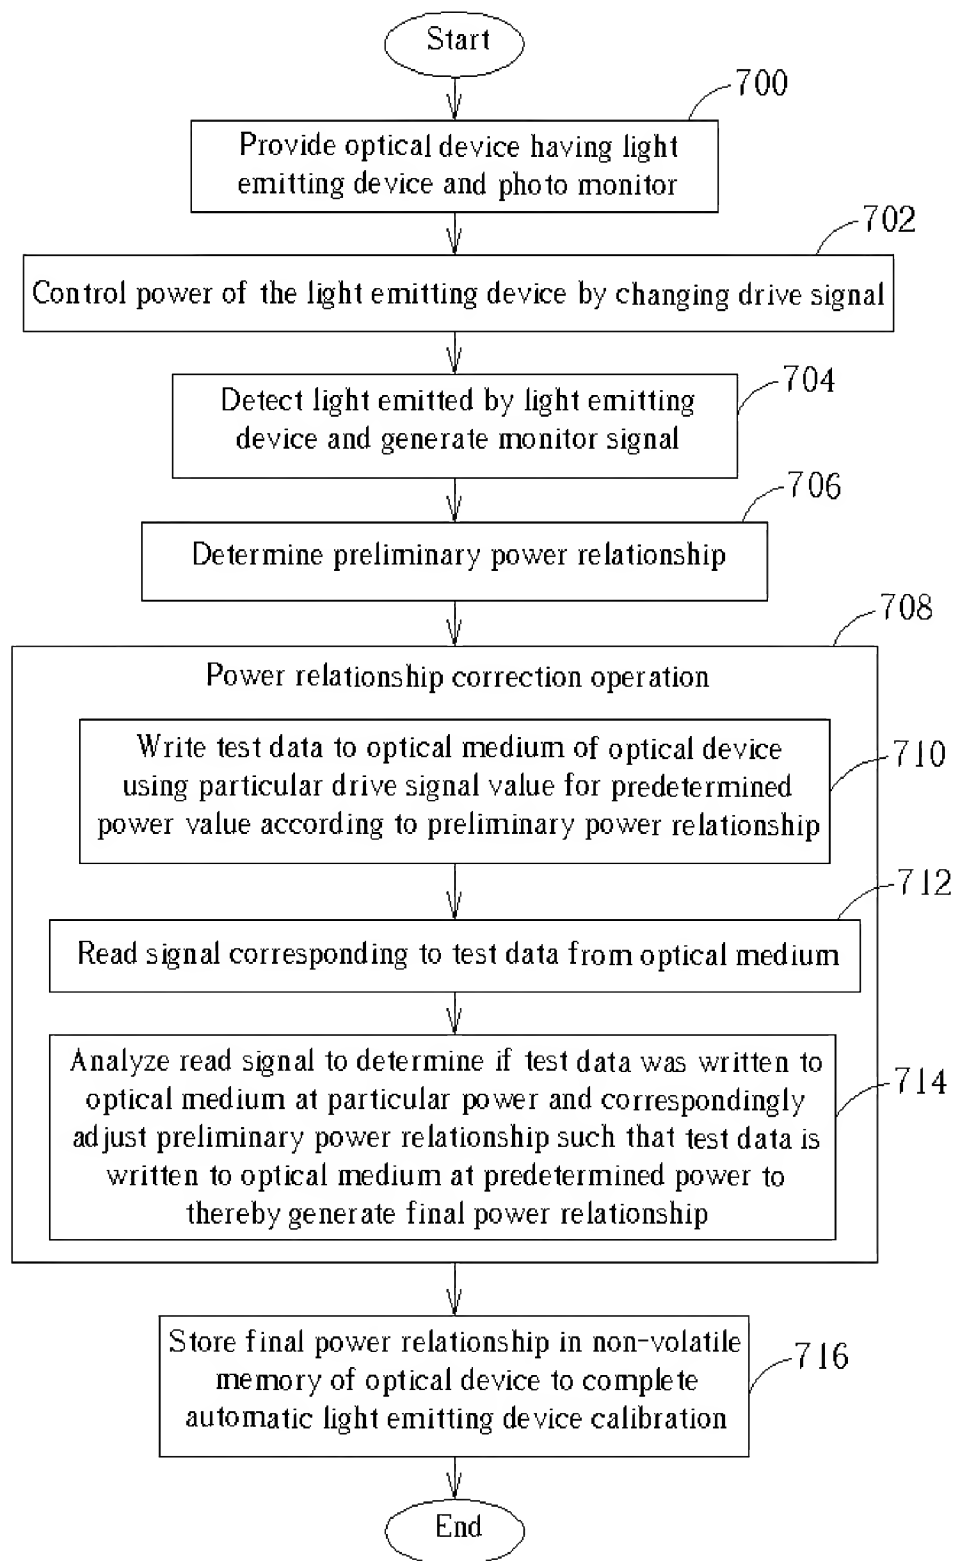 Start
700
Provide optical device having light
emitting device and photo monitor
702
Control power of the light emitting device by changing drive signal
704
Detect light emitted by light emitting
device and generate monitor signal
706
Determine preliminary power relationship
708
Power relationship correction operation
710
Write test data to optical medium of optical device
using particular drive signal value for predetermined
power value according to preliminary power relationship
712
Read signal corresponding to test data from optical medium
714
Analyze read signal to determine if test data was written to
optical medium at particular power and correspondingly
adjust preliminary power relationship such that test data is
written to optical medium at predetermined power to
thereby generate final power relationship
716
Store final power relationship in non-volatile
memory of optical device to complete
automatic light emitting device calibration
End